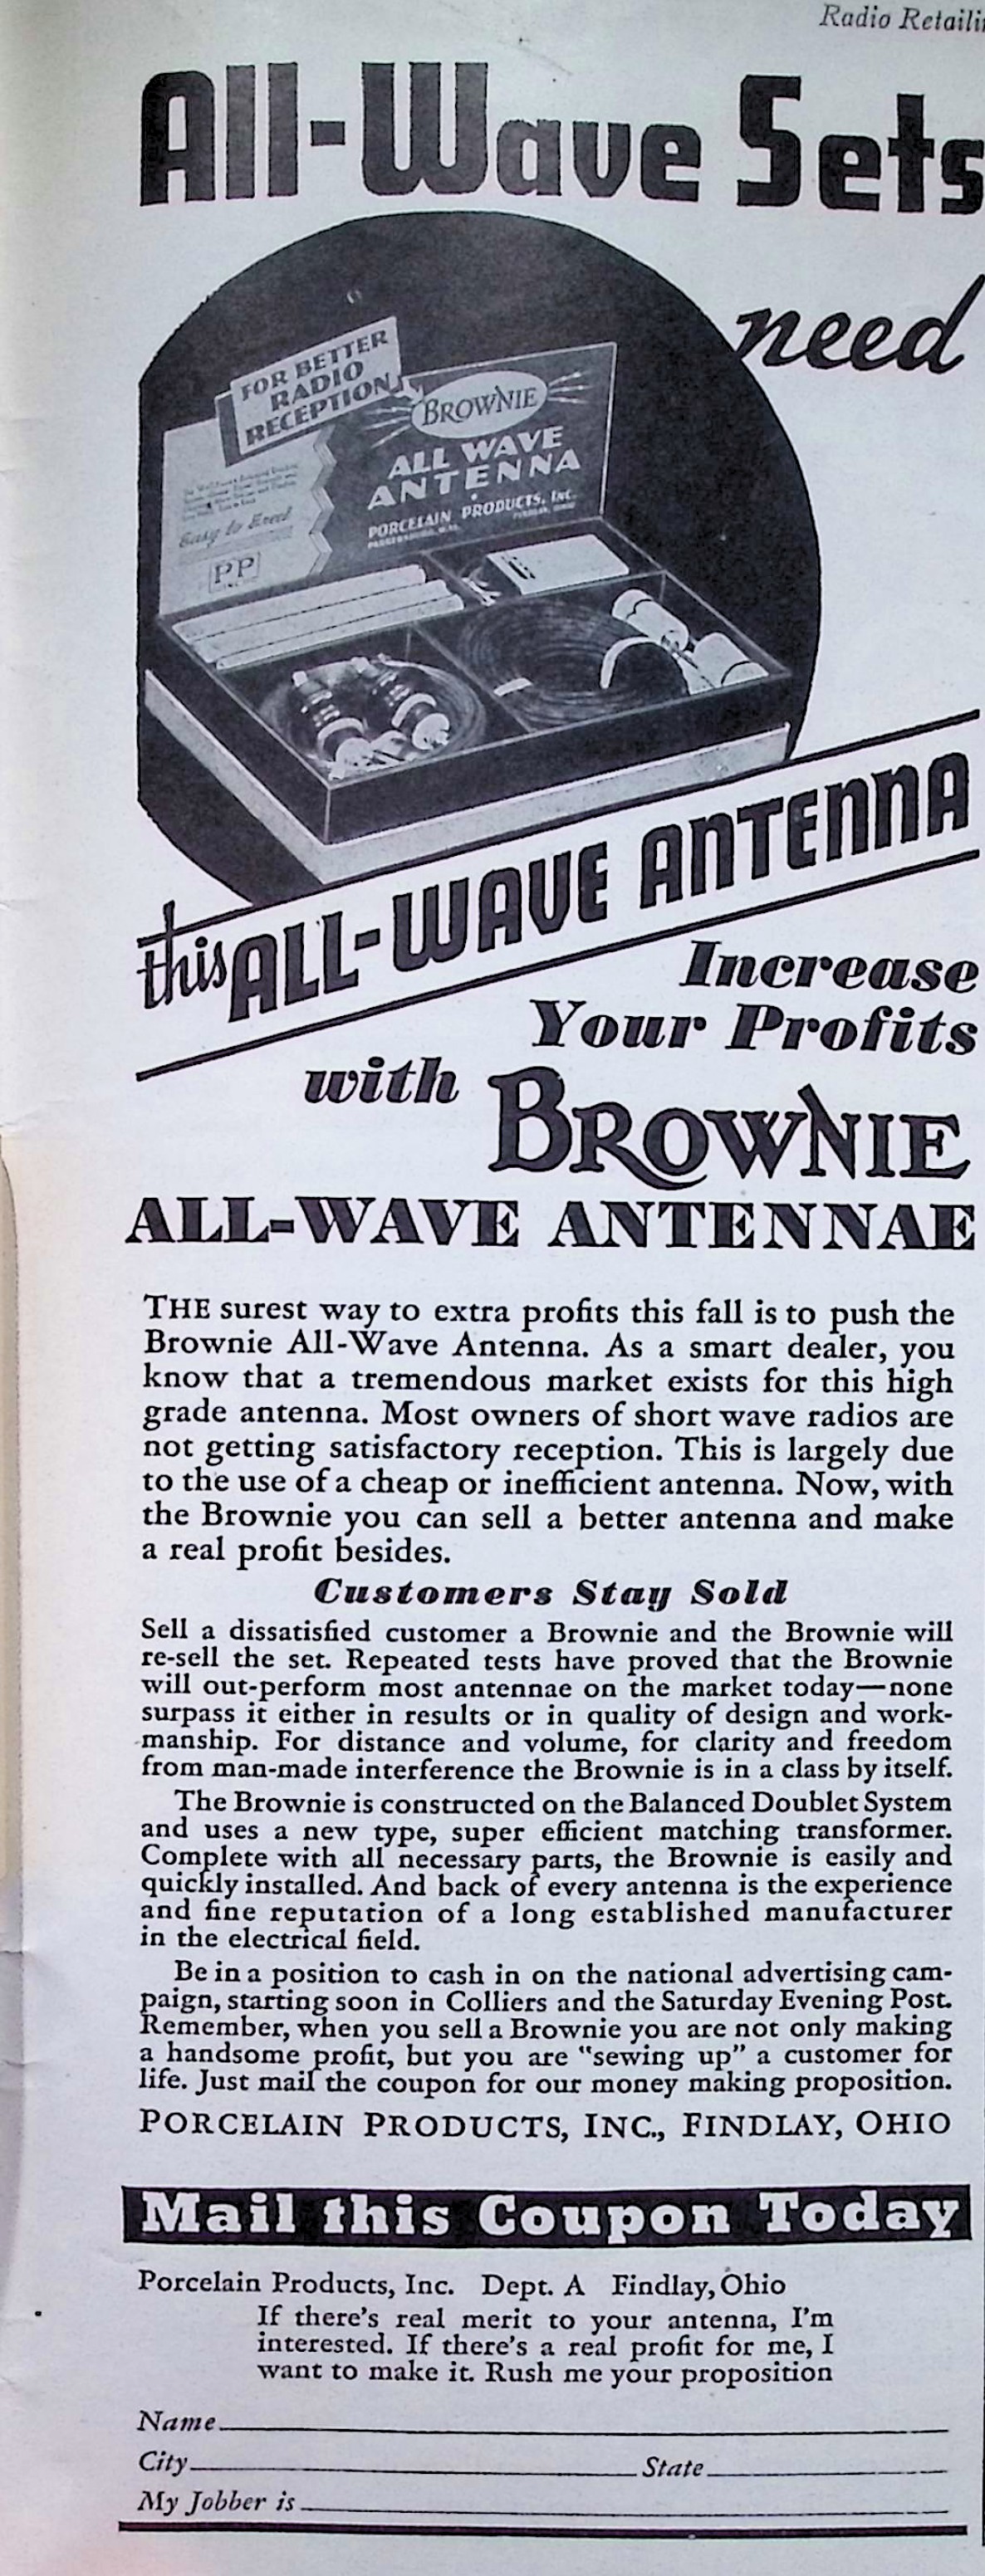 Radio Retaili
All-Wave Sets
need
FOR BETTER
RADIO
RECEPTION
BROWNIE
ALL WAVE
ANTENNA
PORCELAIN PRODUCTS, INC.
Easy to Erect
PP
this ALL-WAVE ANTENNA
Increase
Your Profits
with BROWNIE
ALL-WAVE ANTENNAE
THE surest way to extra profits this fall is to push the
Brownie All-Wave Antenna. As a smart dealer, you
know that a tremendous market exists for this high
grade antenna. Most owners of short wave radios are
not getting satisfactory reception. This is largely due
to the use of a cheap or inefficient antenna. Now, with
the Brownie you can sell a better antenna and make
a real profit besides.
Customers Stay Sold
Sell a dissatisfied customer a Brownie and the Brownie will
re-sell the set. Repeated tests have proved that the Brownie
will out-perform most antennae on the market today—none
surpass it either in results or in quality of design and work-
manship. For distance and volume, for clarity and freedom
from man-made interference the Brownie is in a class by itself.
The Brownie is constructed on the Balanced Doublet System
and uses a new type, super efficient matching transformer.
Complete with all necessary parts, the Brownie is easily and
quickly installed. And back of every antenna is the experience
and fine reputation of a long established manufacturer
in the electrical field.
Be in a position to cash in on the national advertising cam-
paign, starting soon in Colliers and the Saturday Evening Post.
Remember, when you sell a Brownie you are not only making
a handsome profit, but you are "sewing up" a customer for
life. Just mail the coupon for our money making proposition.
PORCELAIN PRODUCTS, INC., FINDLAY, OHIO
Mail this Coupon Today
Porcelain Products, Inc. Dept. A Findlay, Ohio
If there's real merit to your antenna, I'm
interested. If there's a real profit for me, I
want to make it. Rush me your proposition
Name
City State
My Jobber is